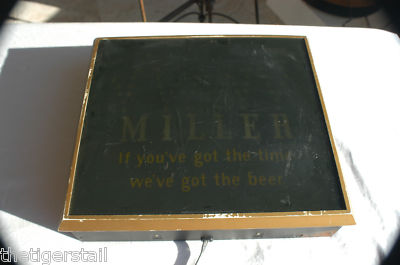 MILLER
If you've got the time
we've got the beer
thetigerstail